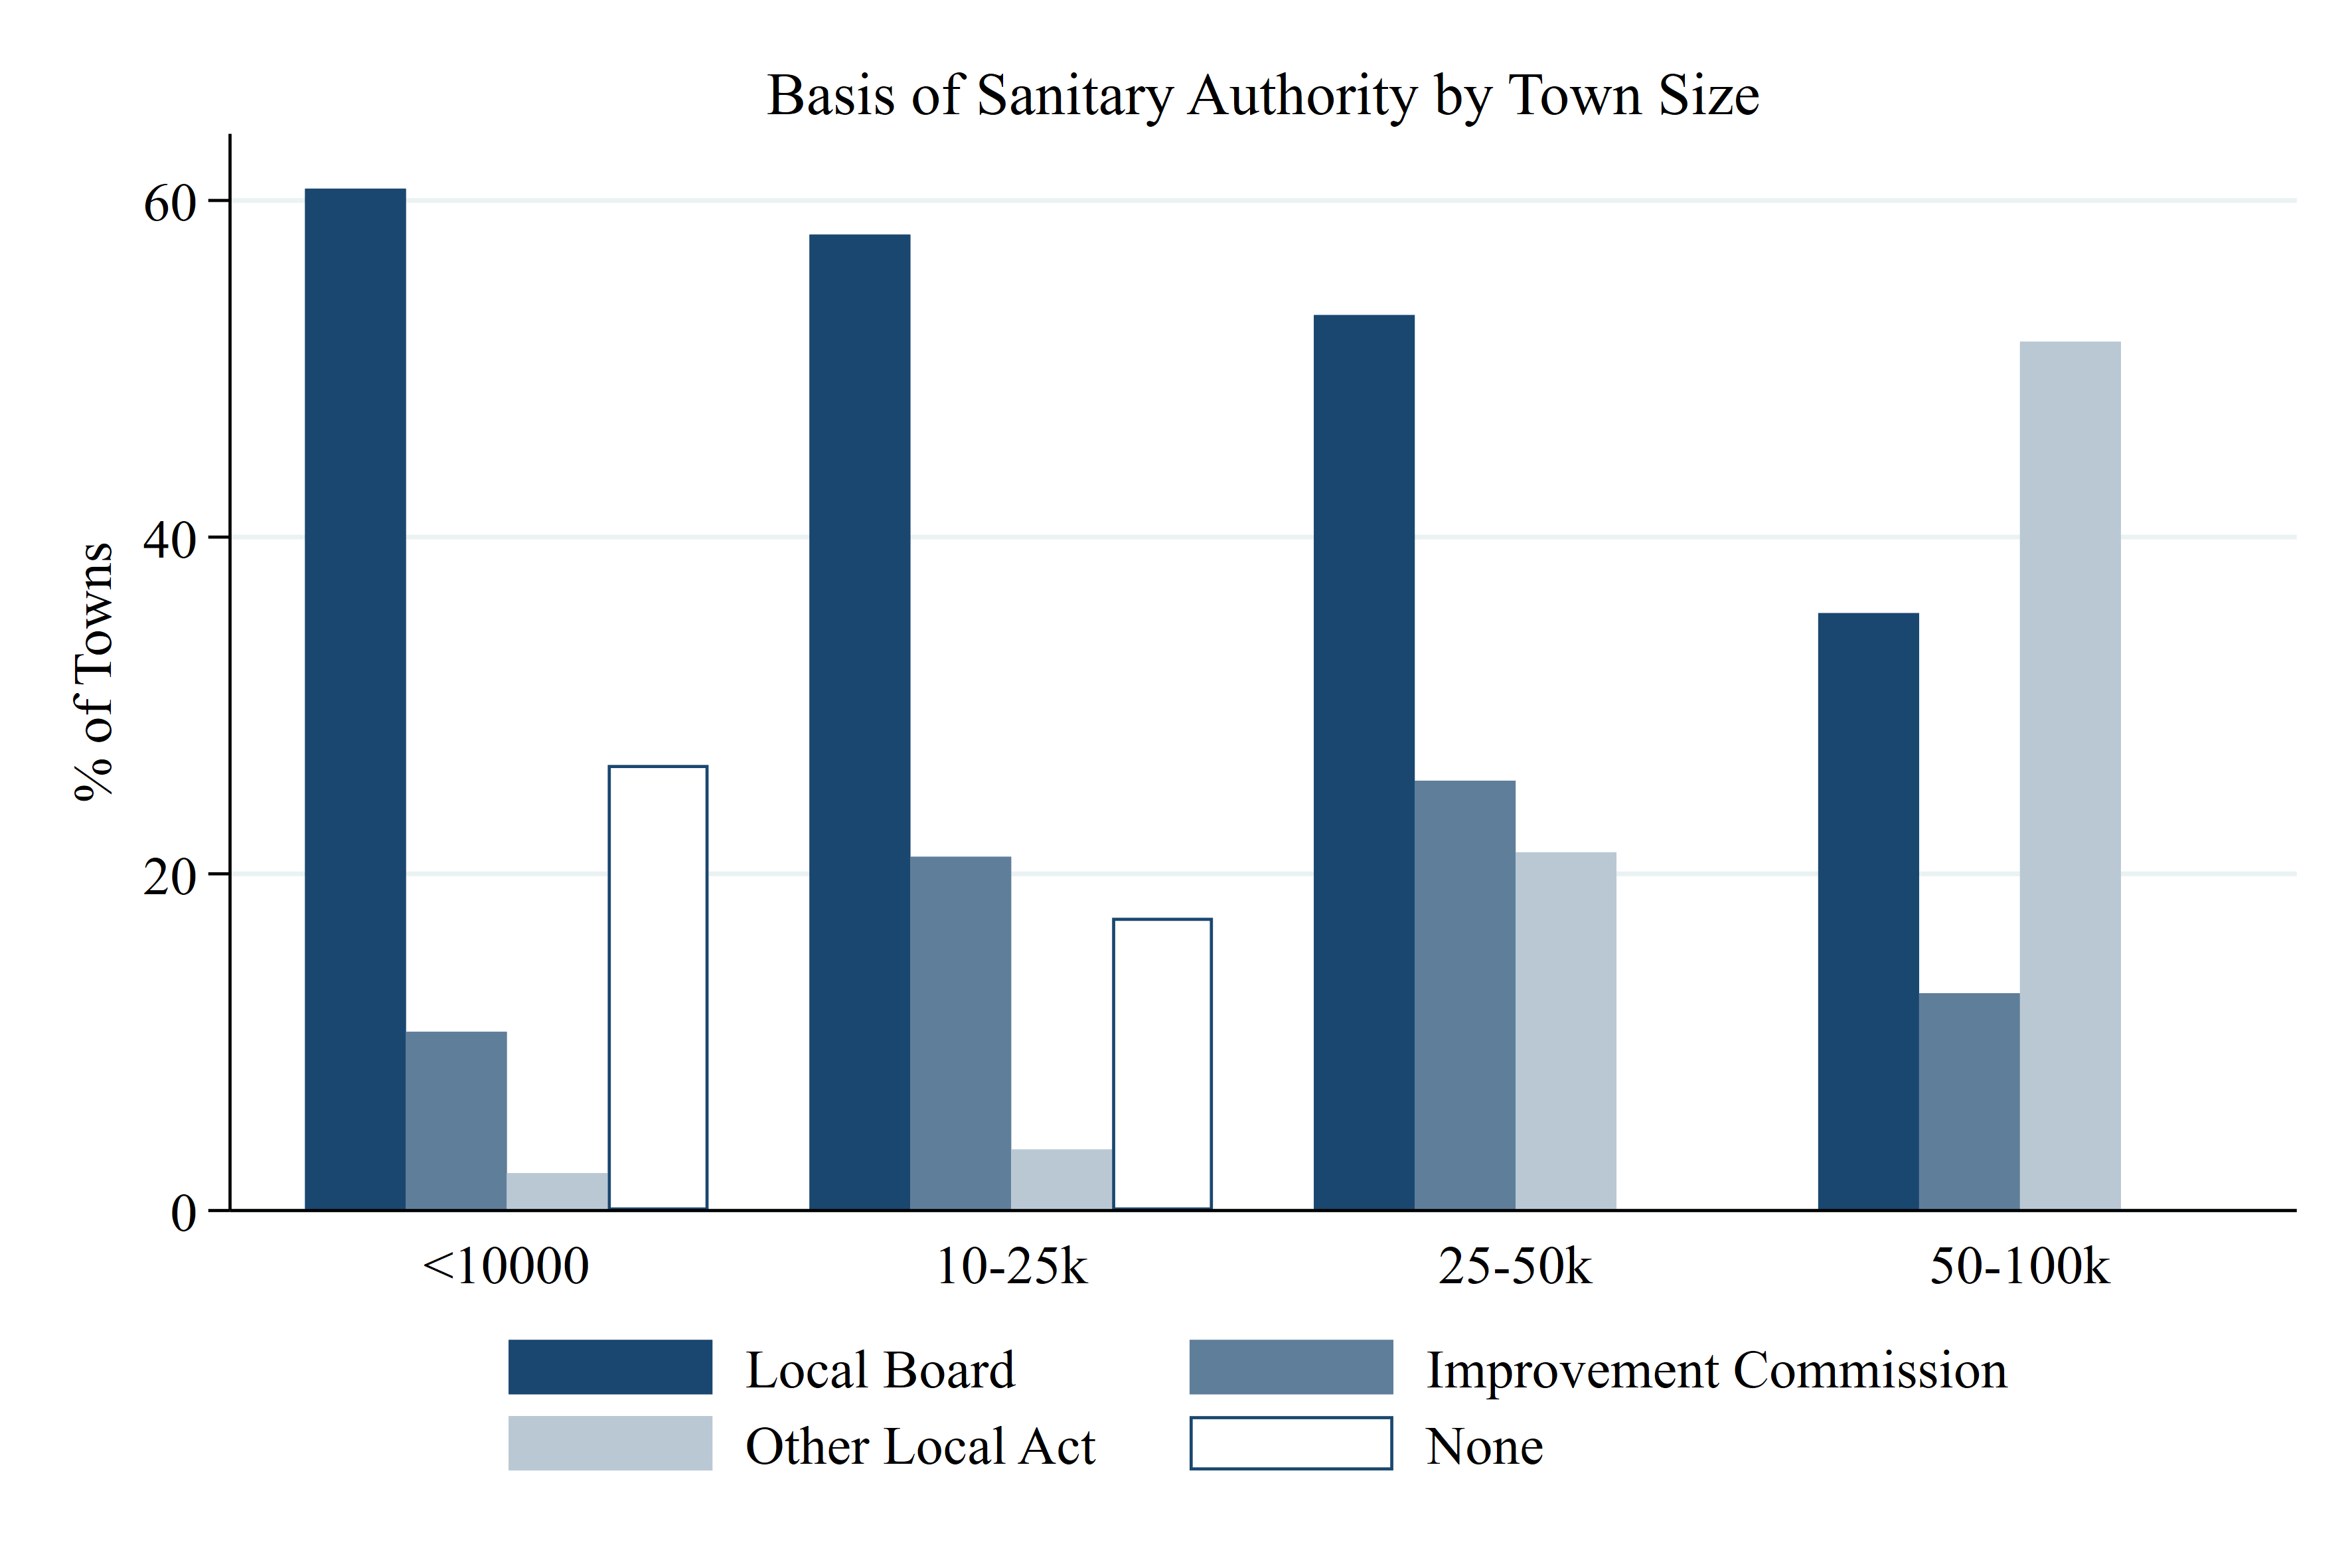 Basis of Sanitary Authority by Town Size
% of Towns
60
40
20
0
<10000
10-25k
25-50k
50-100k
Local Board
Improvement Commission
Other Local Act
None